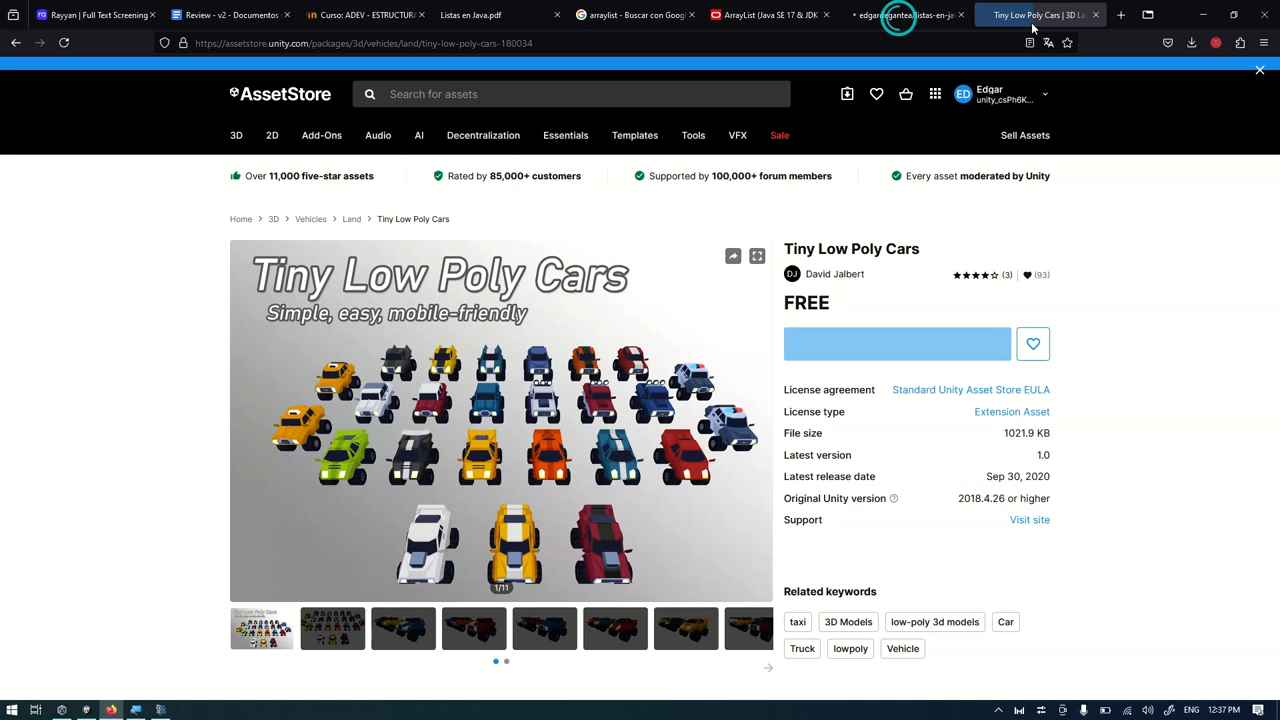 Rayyan | Full Text Screening
Review - v2 - Documentos
Curso: ADEV - ESTRUCTURA
Listas en Java.pdf
arraylist - Buscar con Googl
ArrayList (Java SE 17 & JDK
Tiny Low Poly Cars | 3D La
https://assetstore.unity.com/packages/3d/vehicles/land/tiny-low-poly-cars-180034
AssetStore
Search for assets
ED
Edgar
unity_csPh6K...
3D
2D
Add-Ons
Audio
AI
Decentralization
Essentials
Templates
Tools
VFX
Sale
Sell Assets
Over 11,000 five-star assets
Rated by 85,000+ customers
Supported by 100,000+ forum members
Every asset moderated by Unity
Home > 3D > Vehicles > Land > Tiny Low Poly Cars
Tiny Low Poly Cars
Simple, easy, mobile-friendly
1/11
Tiny Low Poly Cars
DJ David Jalbert
(3) (93)
FREE
License agreement Standard Unity Asset Store EULA
License type Extension Asset
File size 1021.9 KB
Latest version 1.0
Latest release date Sep 30, 2020
Original Unity version 2018.4.26 or higher
Support Visit site
Related keywords
taxi
3D Models
low-poly 3d models
Car
Truck
lowpoly
Vehicle
ENG 12:37 PM